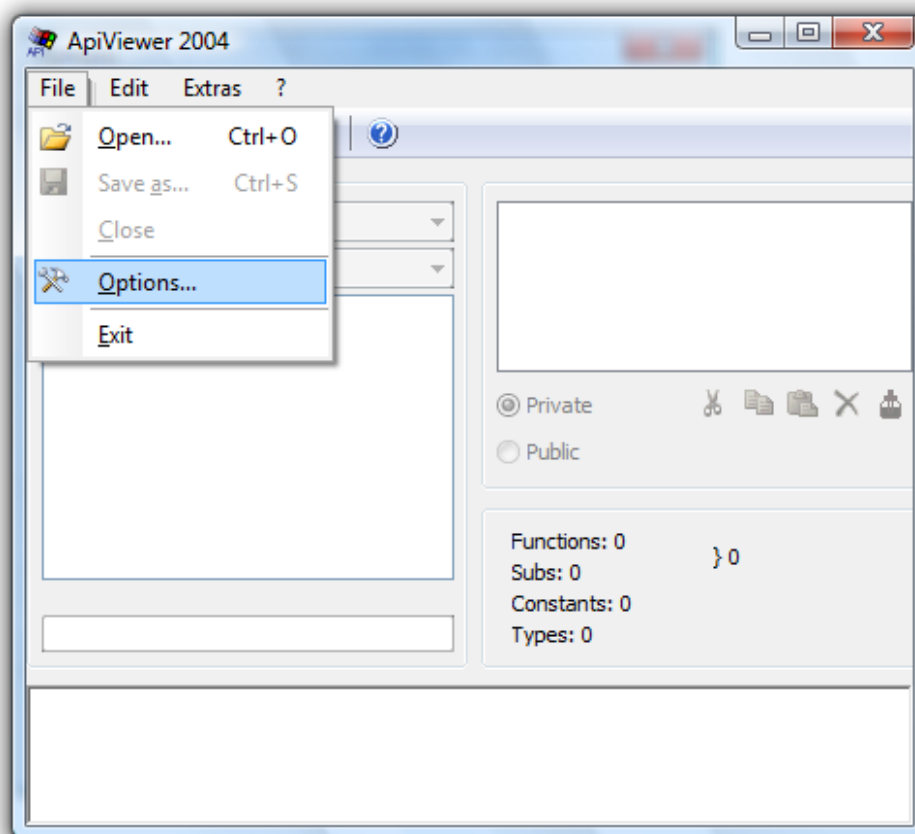 ApiViewer 2004
File Edit Extras ?
Open... Ctrl+O
Save as... Ctrl+S
Close
Options...
Exit
Private
Public
Functions: 0
} 0
Subs: 0
Constants: 0
Types: 0